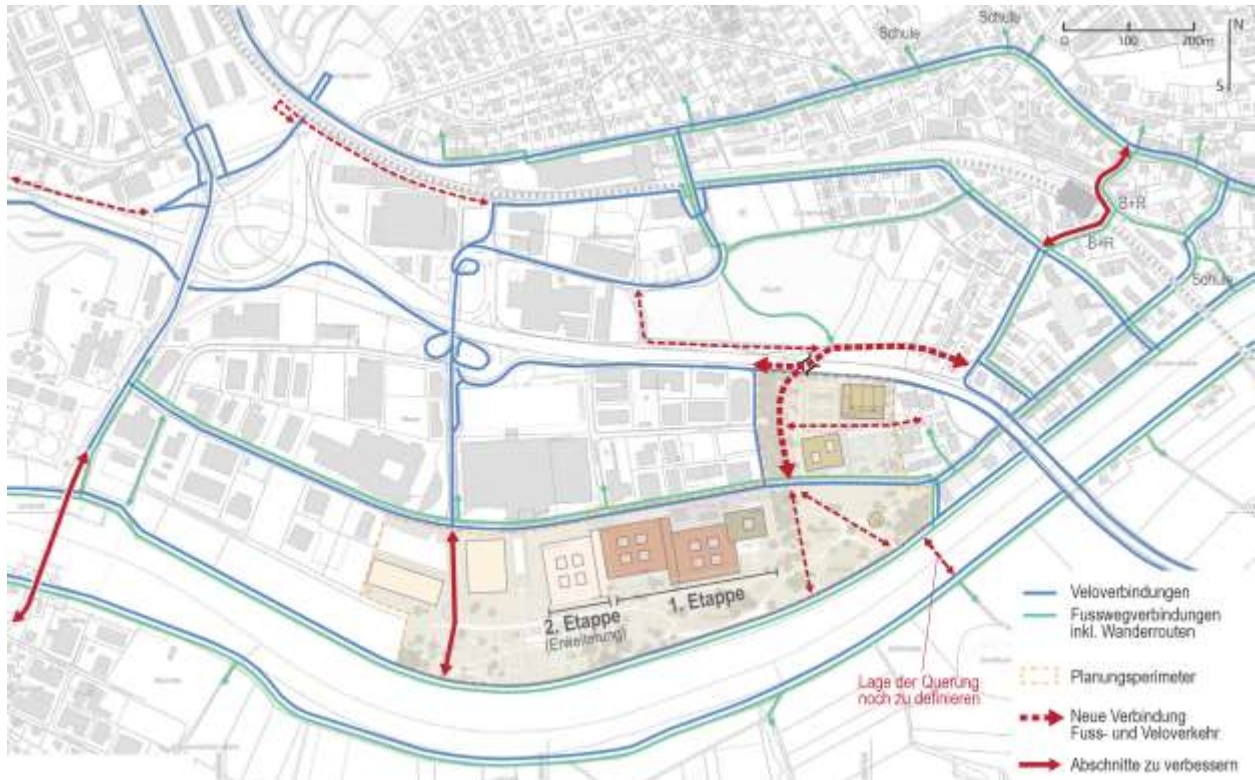 Schule
Schule
N
0
100
200m
S
B+R
B+R
Schule
2. Etappe
(Erweiterung)
1. Etappe
Lage der Querung
noch zu definieren
Veloverbindungen
Fusswegverbindungen
inkl. Wanderrouten
Planungsperimeter
Neue Verbindung
Fuss- und Veloverkehr
Abschnitte zu verbessern